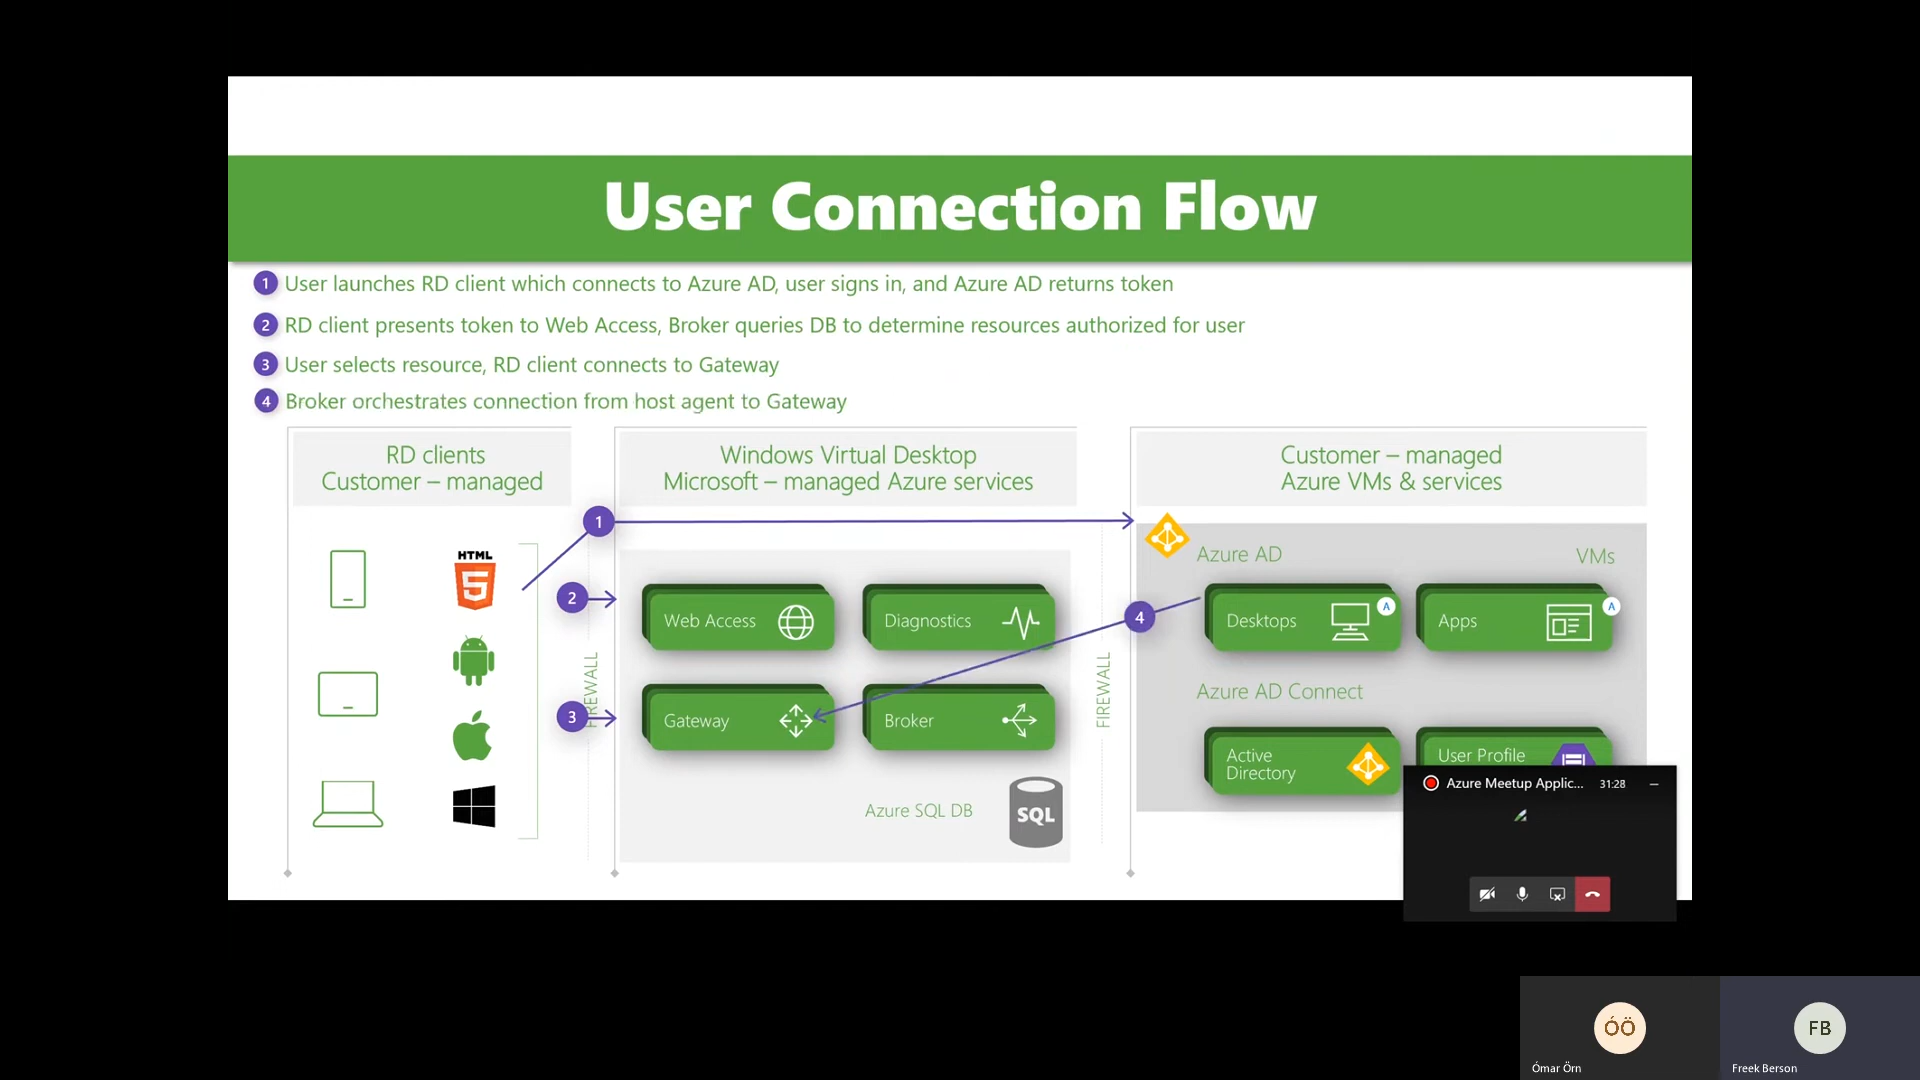 User Connection Flow
1 User launches RD client which connects to Azure AD, user signs in, and Azure AD returns token
2 RD client presents token to Web Access, Broker queries DB to determine resources authorized for user
3 User selects resource, RD client connects to Gateway
4 Broker orchestrates connection from host agent to Gateway
RD clients
Customer – managed
Windows Virtual Desktop
Microsoft – managed Azure services
Customer – managed
Azure VMs & services
1
HTML
5
2
3
FIREWALL
Web Access
Diagnostics
Gateway
Broker
Azure SQL DB
SQL
FIREWALL
4
Azure AD
VMs
Desktops
A
Apps
A
Azure AD Connect
Active
Directory
User Profile
Azure Meetup Applic... 31:28
ÓÖ
Ómar Örn
FB
Freek Berson